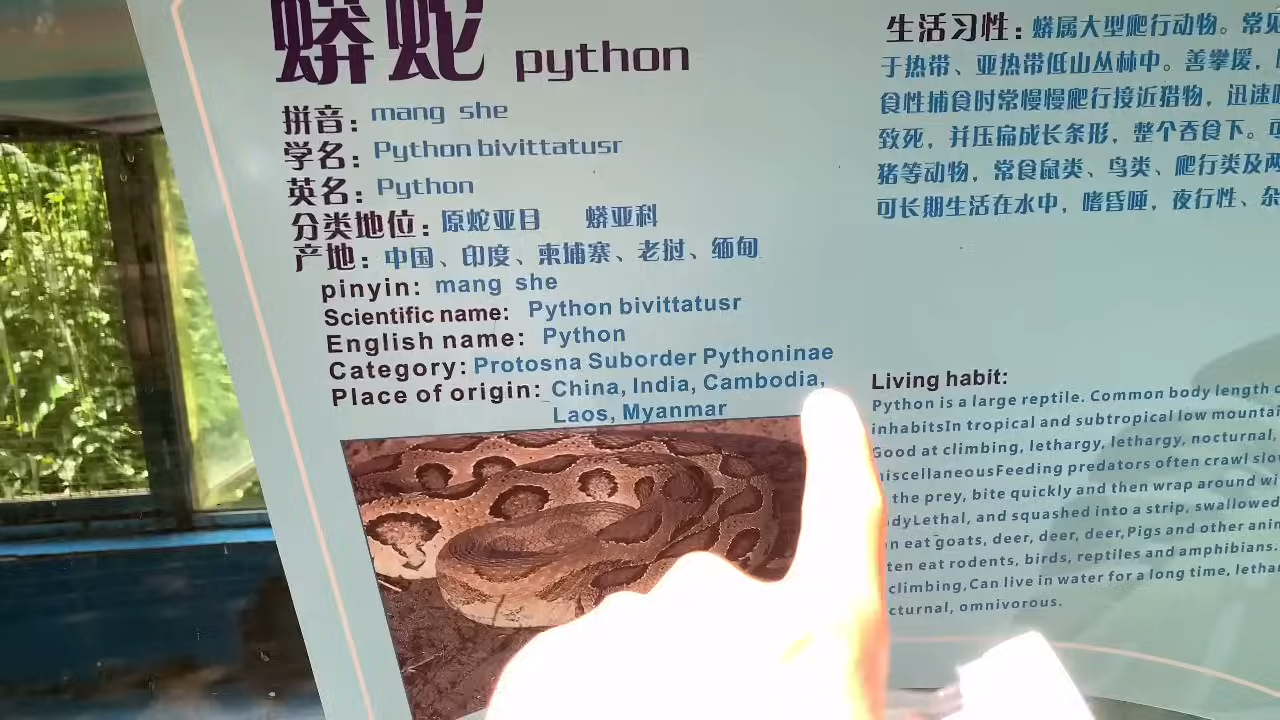 蟒蛇 python
拼音：mang she
学名：Python bivittatusr
英名：Python
分类地位：原蛇亚目 蟒亚科
产地：中国、印度、柬埔寨、老挝、缅甸
pinyin: mang she
Scientific name: Python bivittatusr
English name: Python
Category: Protosna Suborder Pythoninae
Place of origin: China, India, Cambodia,
Laos, Myanmar
生活习性：蟒属大型爬行动物。常见
于热带、亚热带低山丛林中。善攀援，
食性捕食时常慢慢爬行接近猎物，迅速
致死，并压扁成长条形，整个吞食下。
猪等动物，常食鼠类、鸟类、爬行类及两
可长期生活在水中，嗜昏睡，夜行性、杂
Living habit:
Python is a large reptile. Common body length
inhabitsIn tropical and subtropical low
Good at climbing, lethargy, lethargy, nocturnal,
miscellaneousFeeding predators often crawl
the prey, bite quickly and then wrap around
Lethal, and squashed into a strip, swallowed
eat goats, deer, deer, deer,Pigs and other
eat rodents, birds, reptiles and amphibians.
climbing,Can live in water for a long time,
omnivorous.